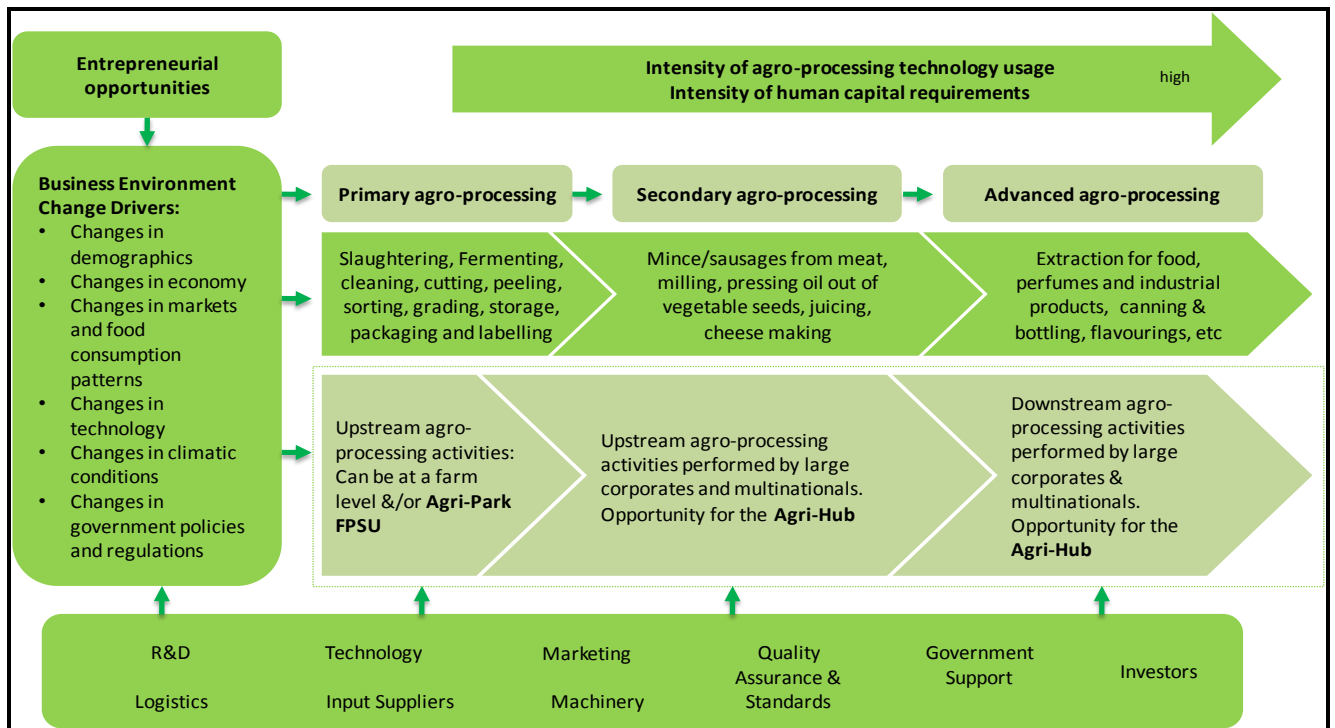 Entrepreneurial
opportunities
Intensity of agro-processing technology usage
Intensity of human capital requirements
high
Business Environment
Change Drivers:
• Changes in
demographics
• Changes in economy
• Changes in markets
and food
consumption
patterns
• Changes in
technology
• Changes in climatic
conditions
• Changes in
government policies
and regulations
Primary agro-processing
Secondary agro-processing
Advanced agro-processing
Slaughtering, Fermenting,
cleaning, cutting, peeling,
sorting, grading, storage,
packaging and labelling
Mince/sausages from meat,
milling, pressing oil out of
vegetable seeds, juicing,
cheese making
Extraction for food,
perfumes and industrial
products, canning &
bottling, flavourings, etc
Upstream agro-
processing activities:
Can be at a farm
level &/or Agri-Park
FPSU
Upstream agro-processing
activities performed by large
corporates and multinationals.
Opportunity for the Agri-Hub
Downstream agro-
processing activities
performed by large
corporates &
multinationals.
Opportunity for the
Agri-Hub
R&D
Technology
Marketing
Quality
Assurance &
Standards
Government
Support
Investors
Logistics
Input Suppliers
Machinery